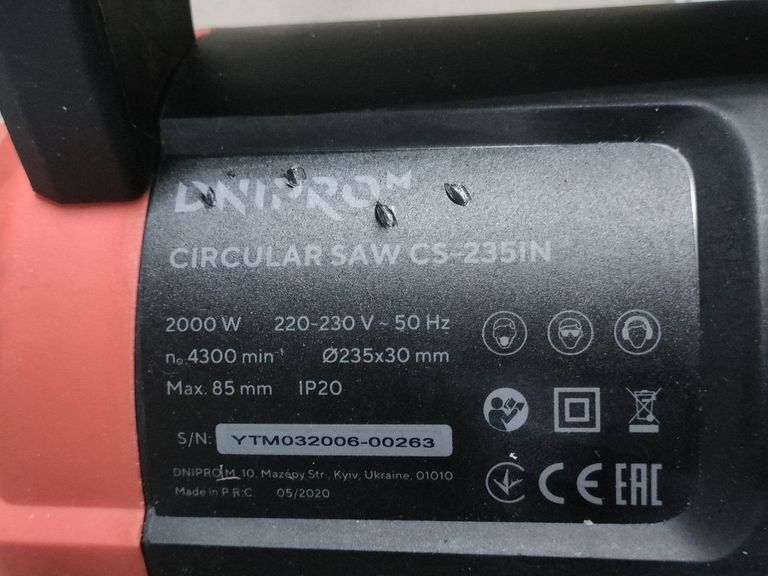 DNIPRO M
CIRCULAR SAW CS-235IN
2000 W 220-230 V ~ 50 Hz
n₀ 4300 min⁻¹ Ø235x30 mm
Max. 85 mm IP20
S/N: YTM032006-00263
DNIPRO M, 10, Mazepy Str., Kyiv, Ukraine, 01010
Made in P.R.C. 05/2020
CE EAC